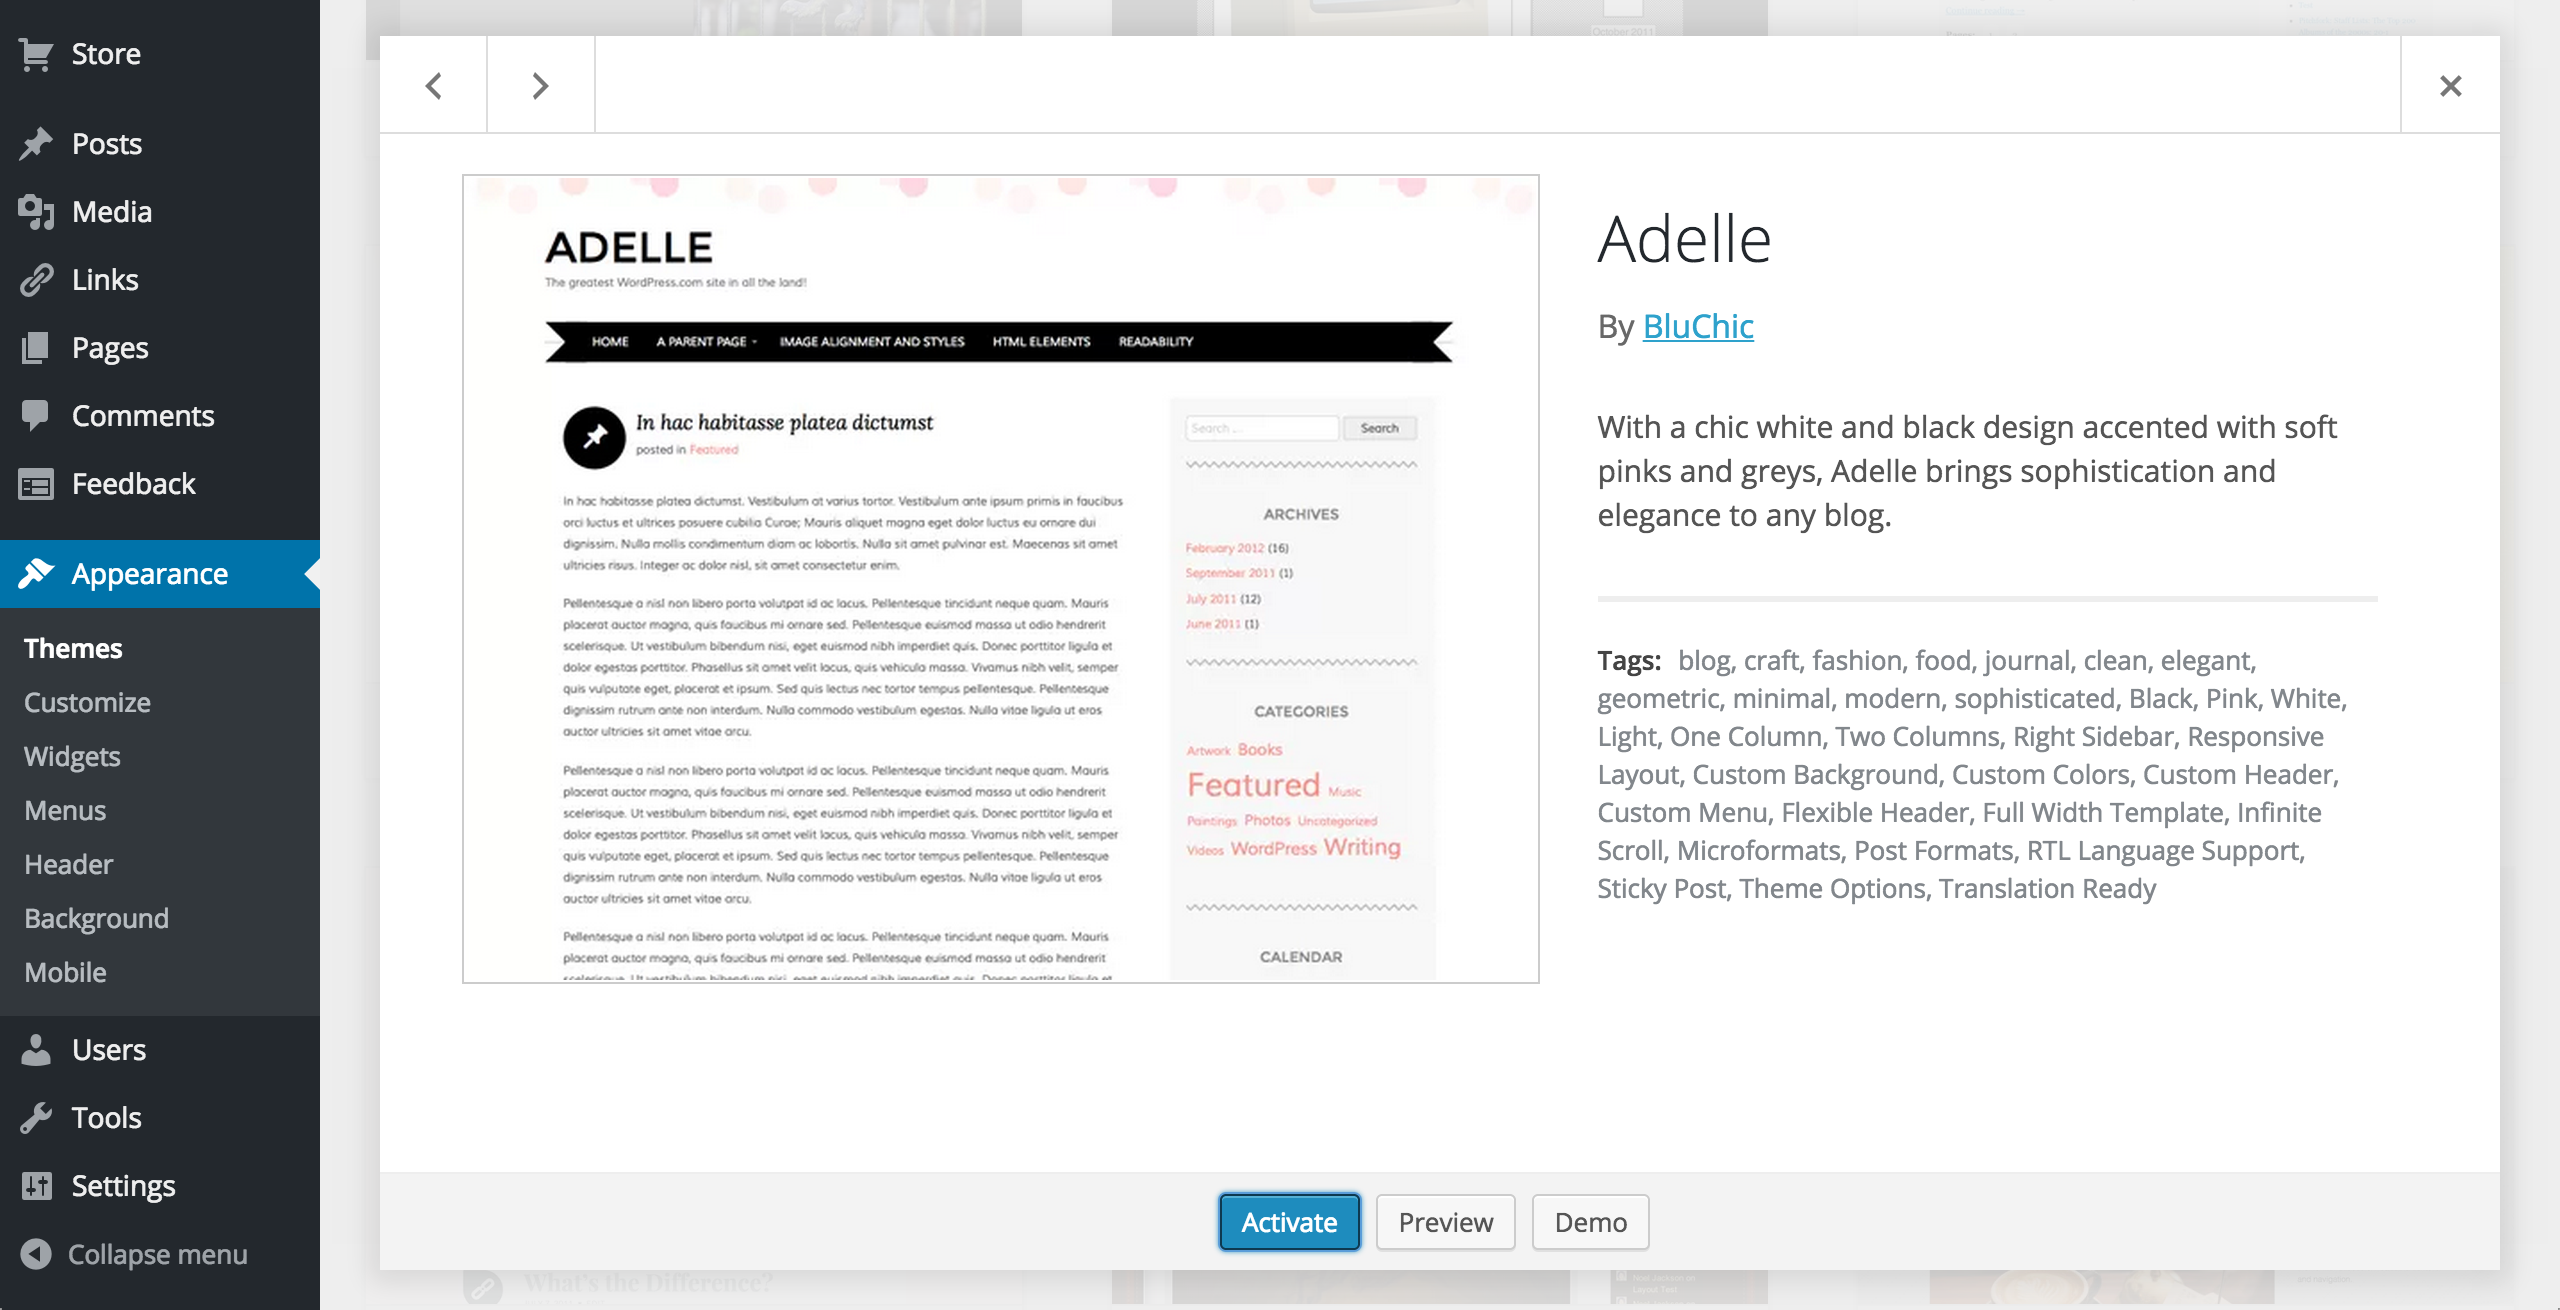 Store
Posts
Media
Links
Pages
Comments
Feedback
Appearance
Themes
Customize
Widgets
Menus
Header
Background
Mobile
Users
Tools
Settings
Collapse menu
October 2011
ADELLE
The greatest WordPress.com site in all the land!
HOME A PARENT PAGE IMAGE ALIGNMENT AND STYLES HTML ELEMENTS READABILITY
In hac habitasse platea dictumst
posted in Featured
In hac habitasse platea dictumst. Vestibulum at varius tortor. Vestibulum ante ipsum primis in faucibus
orci luctus et ultrices posuere cubilia Curae; Mauris aliquet magna eget dolor luctus eu ornare dui
dignissim. Nulla mollis condimentum diam ac lobortis. Nulla sit amet pulvinar est. Maecenas sit amet
ultricies risus. Integer ac dolor nisl, sit amet consectetur enim.
Pellentesque a nisl non libero porta volutpat id ac lacus. Pellentesque tincidunt neque quam. Mauris
placerat auctor magna, quis faucibus mi ornare sed. Pellentesque euismod massa ut odio hendrerit
scelerisque. Ut vestibulum bibendum nisi, eget euismod nibh imperdiet quis. Donec porttitor ligula et
dolor egestas porttitor. Phasellus sit amet velit lacus, quis vehicula massa. Vivamus nibh velit, semper
quis vulputate eget, placerat et ipsum. Sed quis lectus nec tortor tempus pellentesque. Pellentesque
dignissim rutrum ante non interdum. Nulla commodo vestibulum egestas. Nulla vitae ligula ut eros
auctor ultricies sit amet vitae arcu.
Pellentesque a nisl non libero porta volutpat id ac lacus. Pellentesque tincidunt neque quam. Mauris
placerat auctor magna, quis faucibus mi ornare sed. Pellentesque euismod massa ut odio hendrerit
scelerisque. Ut vestibulum bibendum nisi, eget euismod nibh imperdiet quis. Donec porttitor ligula et
dolor egestas porttitor. Phasellus sit amet velit lacus, quis vehicula massa. Vivamus nibh velit, semper
quis vulputate eget, placerat et ipsum. Sed quis lectus nec tortor tempus pellentesque. Pellentesque
dignissim rutrum ante non interdum. Nulla commodo vestibulum egestas. Nulla vitae ligula ut eros
auctor ultricies sit amet vitae arcu.
Pellentesque a nisl non libero porta volutpat id ac lacus. Pellentesque tincidunt neque quam. Mauris
placerat auctor magna, quis faucibus mi ornare sed. Pellentesque euismod massa ut odio hendrerit
scelerisque. Ut vestibulum bibendum nisi, eget euismod nibh imperdiet quis. Donec porttitor ligula et
Search ... Search
ARCHIVES
February 2012 (16)
September 2011 (1)
July 2011 (12)
June 2011 (1)
CATEGORIES
Artwork Books
Featured Music
Paintings Photos Uncategorized
Videos WordPress Writing
CALENDAR
Adelle
By BluChic
With a chic white and black design accented with soft
pinks and greys, Adelle brings sophistication and
elegance to any blog.
Tags: blog, craft, fashion, food, journal, clean, elegant,
geometric, minimal, modern, sophisticated, Black, Pink, White,
Light, One Column, Two Columns, Right Sidebar, Responsive
Layout, Custom Background, Custom Colors, Custom Header,
Custom Menu, Flexible Header, Full Width Template, Infinite
Scroll, Microformats, Post Formats, RTL Language Support,
Sticky Post, Theme Options, Translation Ready
Activate Preview Demo
What's the Difference?